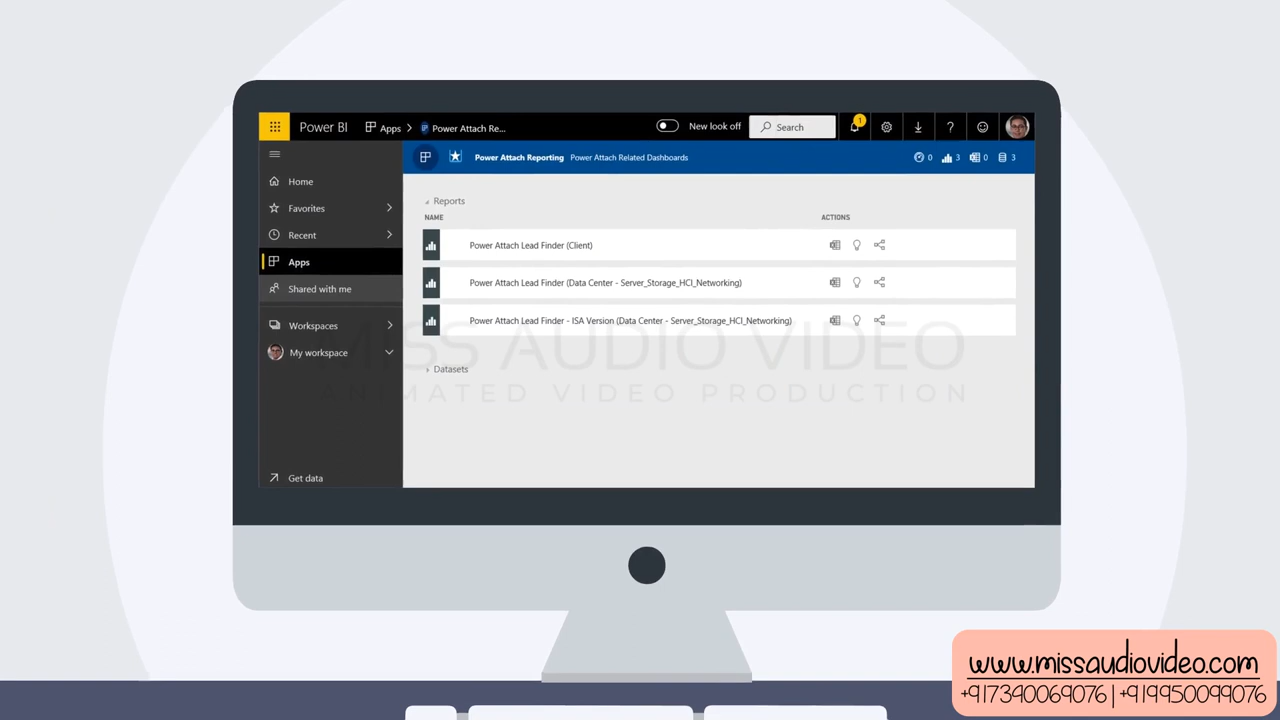 Power BI Apps > Power Attach Re... New look off Search 1 ?
Power Attach Reporting Power Attach Related Dashboards 0 3 0 3
Home
Favorites
Recent
Apps
Shared with me
Workspaces
My workspace
Get data
Reports
NAME ACTIONS
Power Attach Lead Finder (Client)
Power Attach Lead Finder (Data Center - Server_Storage_HCI_Networking)
Power Attach Lead Finder - ISA Version (Data Center - Server_Storage_HCI_Networking)
Datasets
MISS AUDIO VIDEO
ANIMATED VIDEO PRODUCTION
www.missaudiovideo.com
+917340069076 | +919950099076